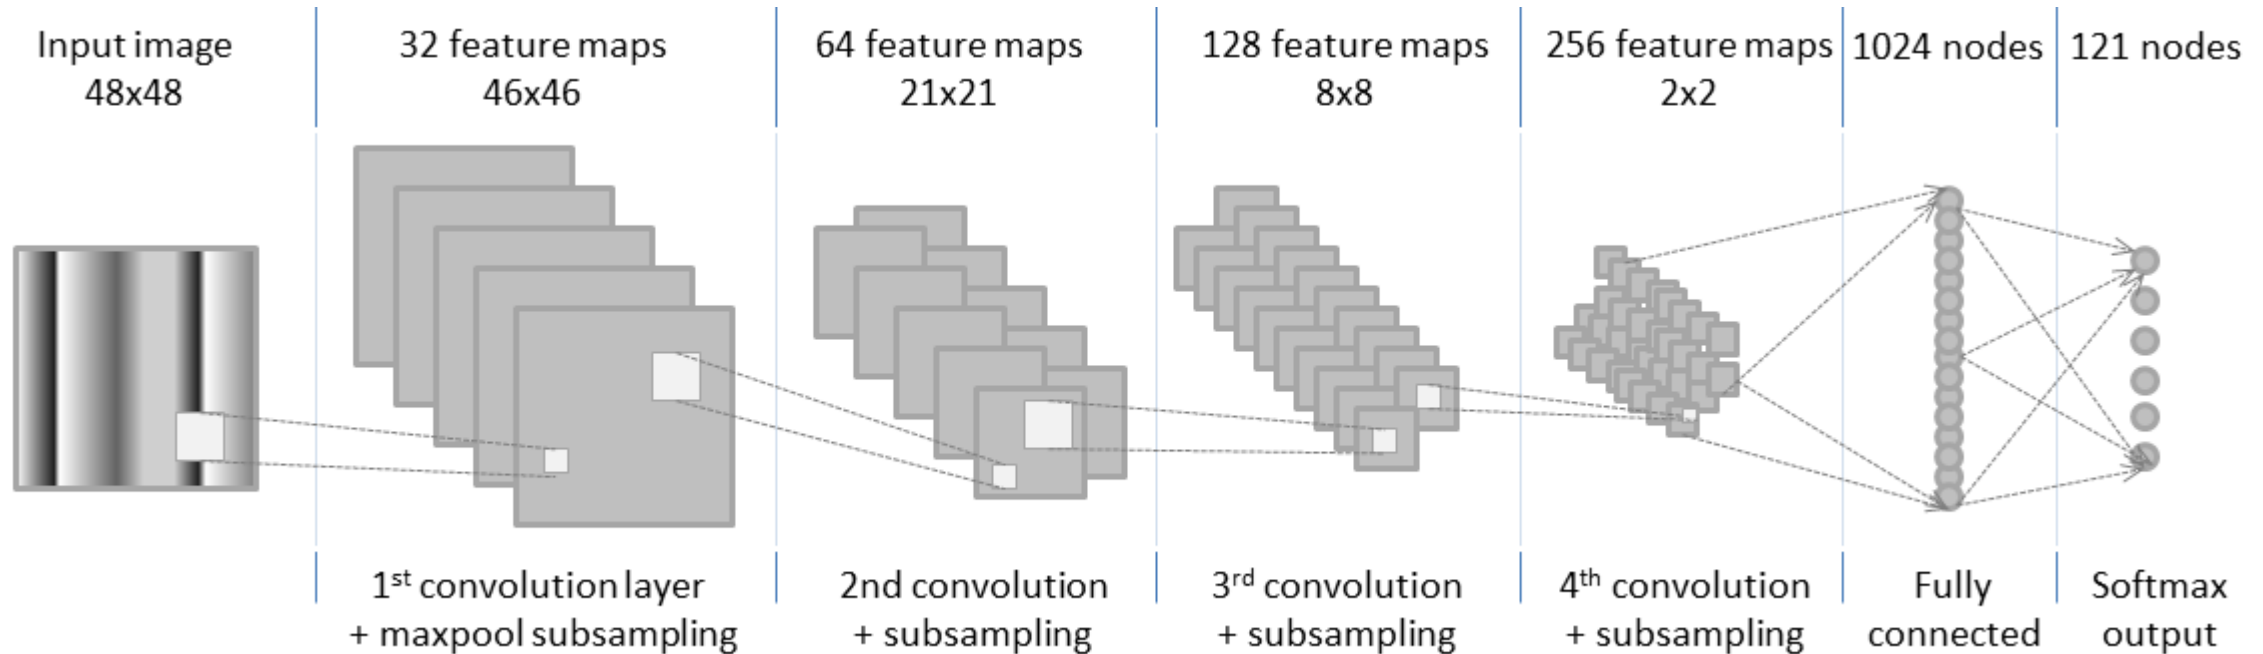 Input image
48x48
32 feature maps
46x46
64 feature maps
21x21
128 feature maps
8x8
256 feature maps
2x2
1024 nodes
121 nodes
1st convolution layer
+ maxpool subsampling
2nd convolution
+ subsampling
3rd convolution
+ subsampling
4th convolution
+ subsampling
Fully
connected
Softmax
output